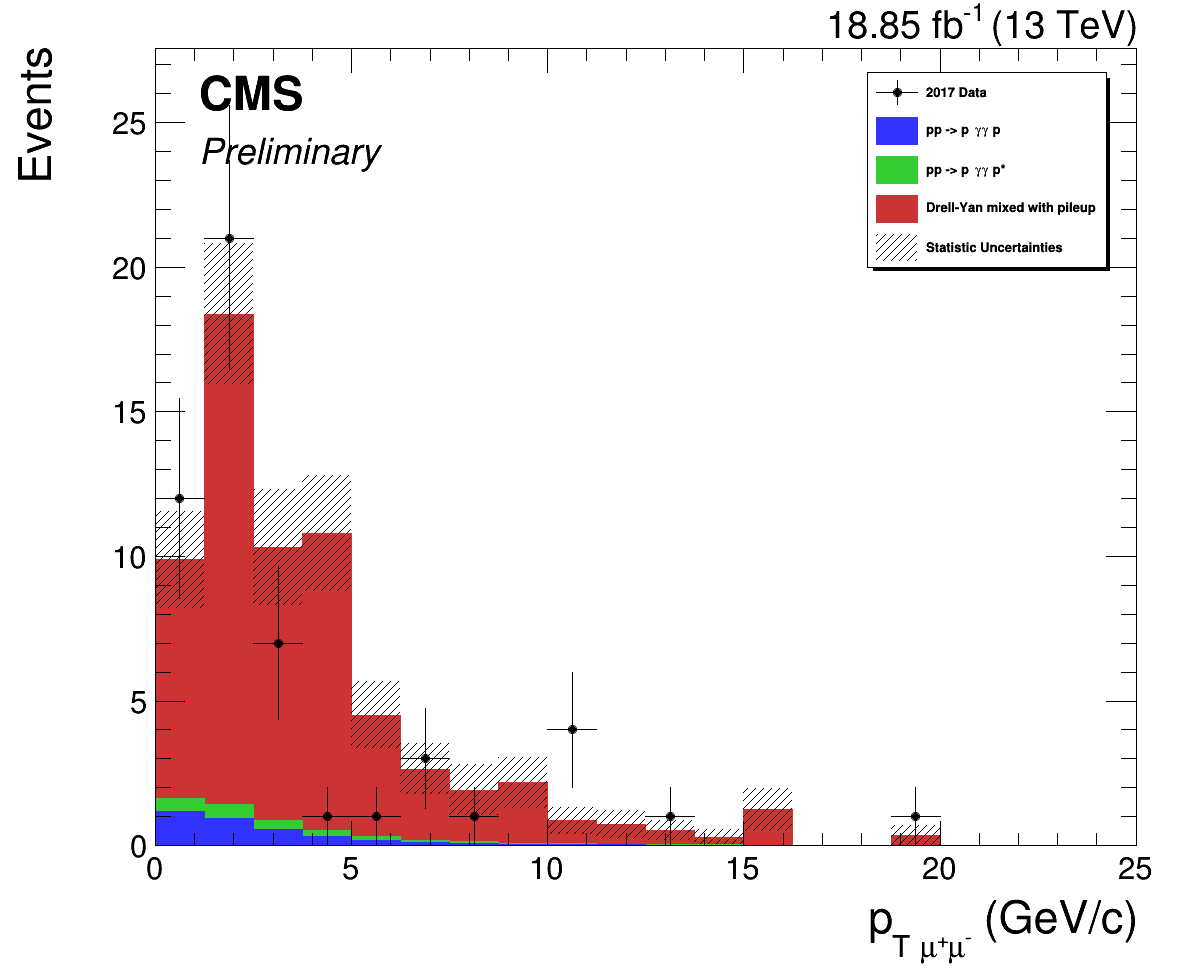 18.85 fb⁻¹ (13 TeV)
Events
CMS
Preliminary
2017 Data
pp -> p γγ p
pp -> p γγ p*
Drell-Yan mixed with pileup
Statistic Uncertainties
25
20
15
10
5
0
0 5 10 15 20 25
p_T μ⁺μ⁻ (GeV/c)